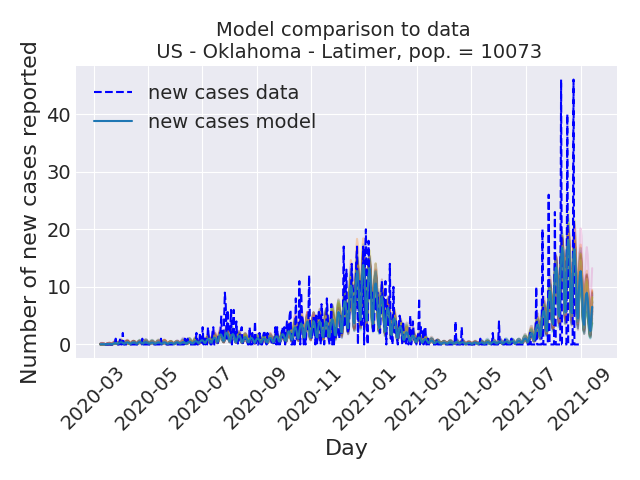 Model comparison to data
US - Oklahoma - Latimer, pop. = 10073
Number of new cases reported
new cases data
new cases model
40
30
20
10
0
2020-03
2020-05
2020-07
2020-09
2020-11
2021-01
2021-03
2021-05
2021-07
2021-09
Day